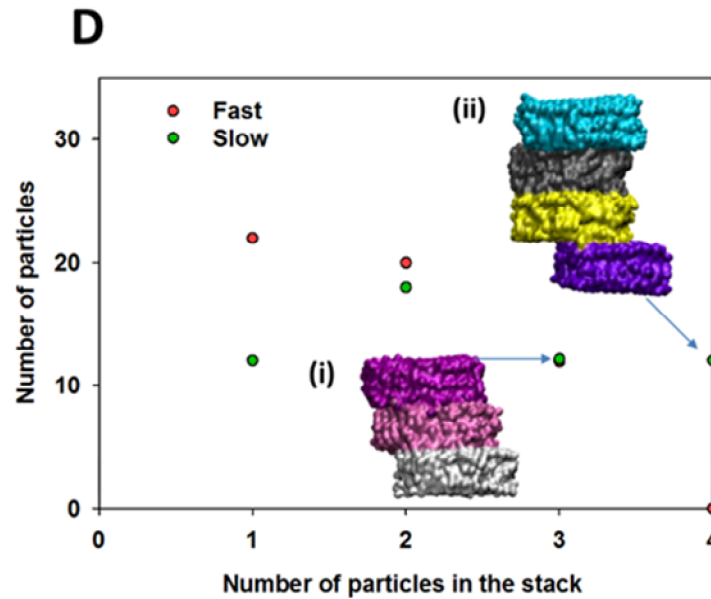 D
Fast
Slow
(ii)
(i)
30
20
10
0
0 1 2 3 4
Number of particles
Number of particles in the stack